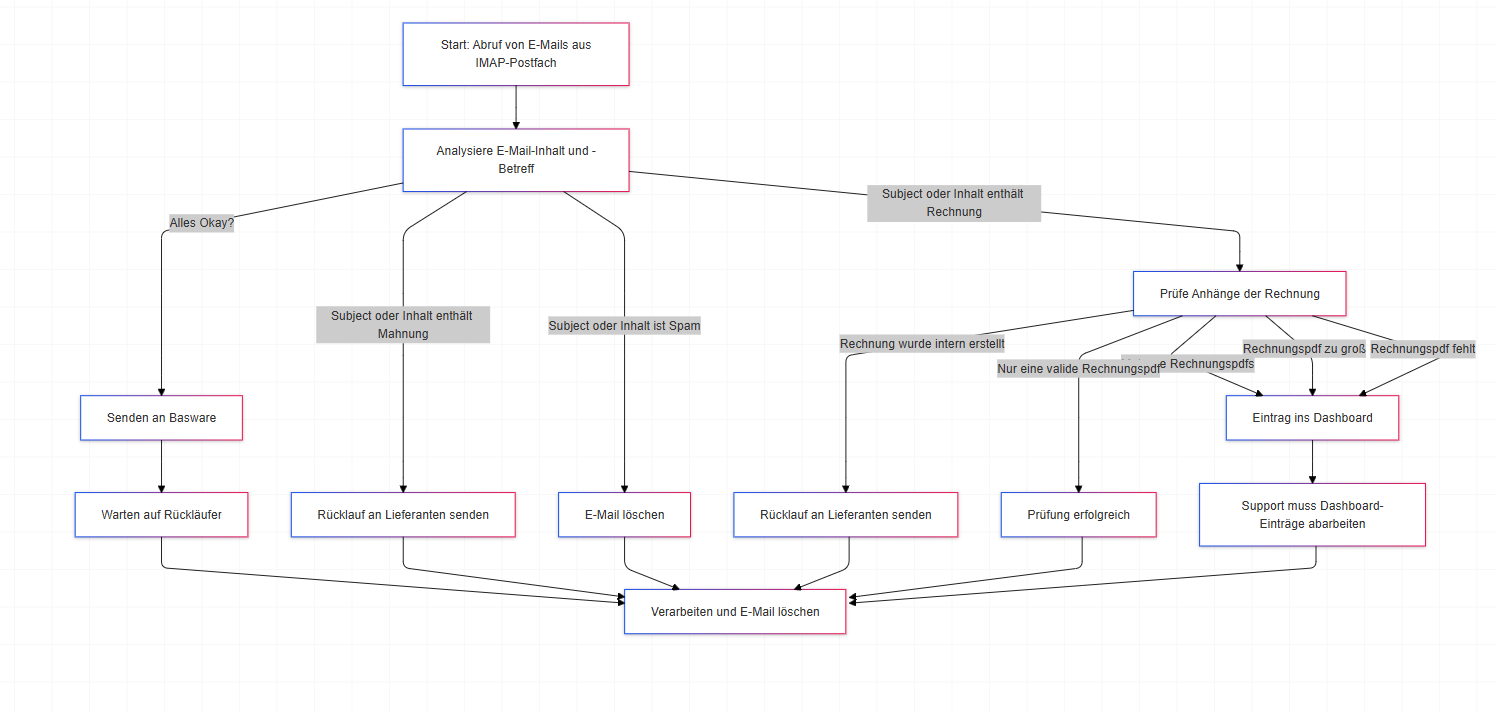 Start: Abruf von E-Mails aus
IMAP-Postfach
Analysiere E-Mail-Inhalt und -
Betreff
Alles Okay?
Subject oder Inhalt enthält
Rechnung
Subject oder Inhalt enthält
Mahnung
Subject oder Inhalt ist Spam
Prüfe Anhänge der Rechnung
Rechnung wurde intern erstellt
Nur eine valide Rechnungspdf
Rechnungspdfs
Rechnungspdf zu groß
Rechnungspdf fehlt
Senden an Basware
Eintrag ins Dashboard
Warten auf Rückläufer
Rücklauf an Lieferanten senden
E-Mail löschen
Rücklauf an Lieferanten senden
Prüfung erfolgreich
Support muss Dashboard-
Einträge abarbeiten
Verarbeiten und E-Mail löschen